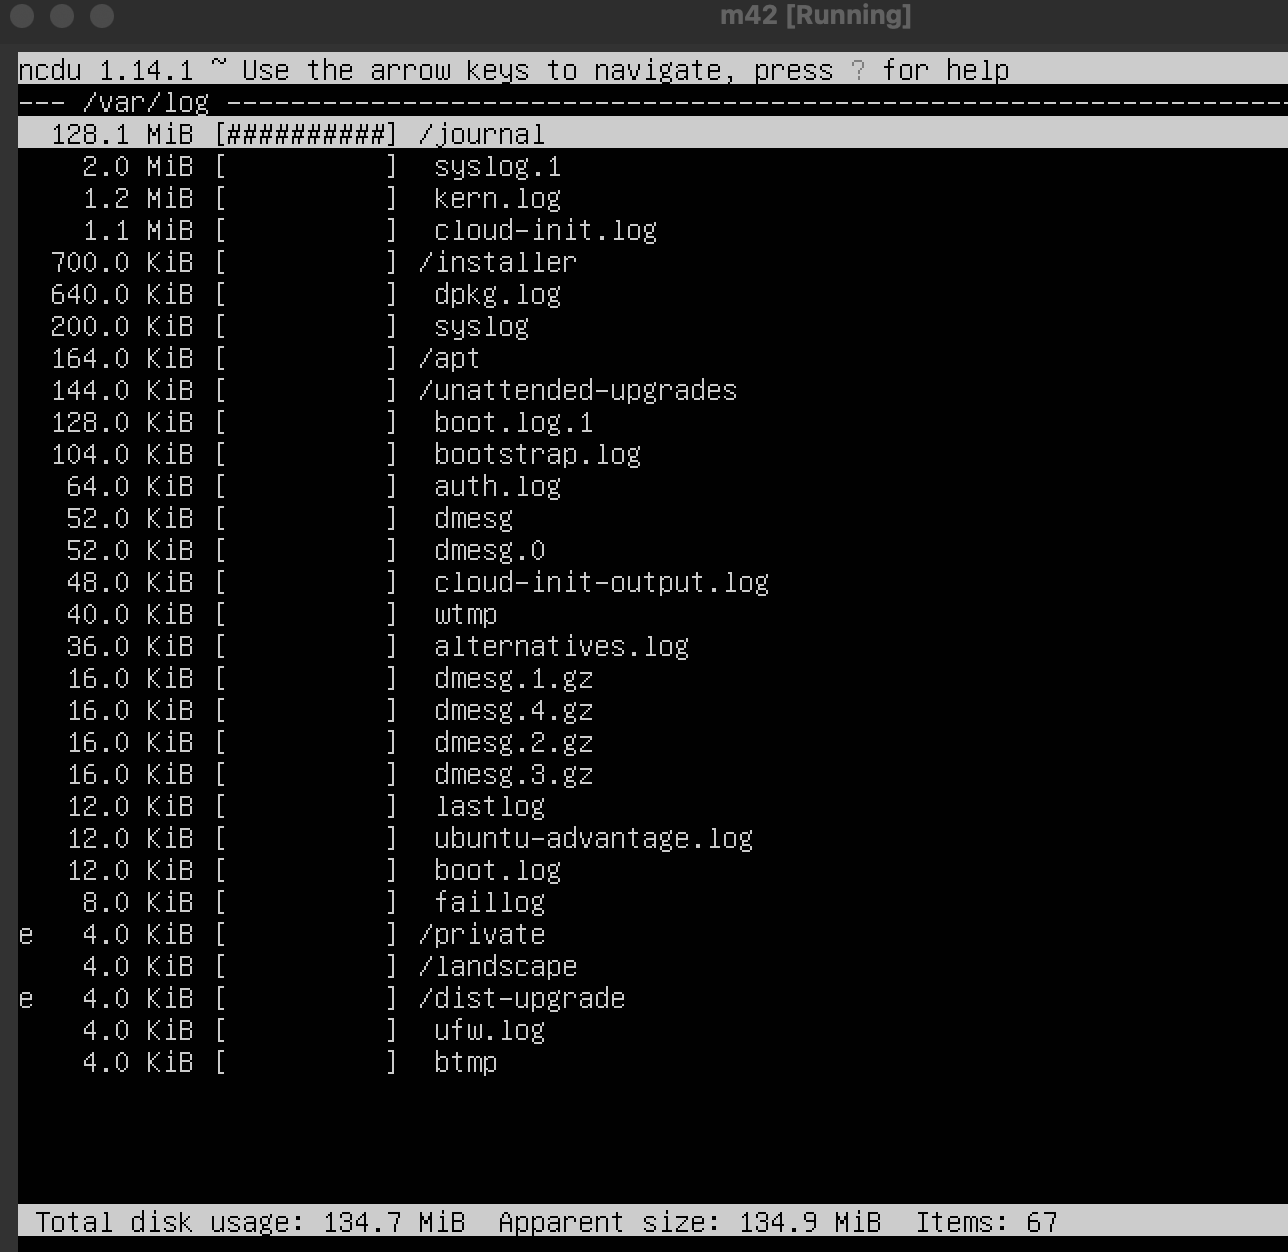 m42 [Running]
ncdu 1.14.1 ~ Use the arrow keys to navigate, press ? for help
--- /var/log -------------------------------------------------------------------
  128.1 MiB [##########] /journal
    2.0 MiB [          ]  syslog.1
    1.2 MiB [          ]  kern.log
    1.1 MiB [          ]  cloud-init.log
  700.0 KiB [          ] /installer
  640.0 KiB [          ]  dpkg.log
  200.0 KiB [          ]  syslog
  164.0 KiB [          ] /apt
  144.0 KiB [          ] /unattended-upgrades
  128.0 KiB [          ]  boot.log.1
  104.0 KiB [          ]  bootstrap.log
   64.0 KiB [          ]  auth.log
   52.0 KiB [          ]  dmesg
   52.0 KiB [          ]  dmesg.0
   48.0 KiB [          ]  cloud-init-output.log
   40.0 KiB [          ]  wtmp
   36.0 KiB [          ]  alternatives.log
   16.0 KiB [          ]  dmesg.1.gz
   16.0 KiB [          ]  dmesg.4.gz
   16.0 KiB [          ]  dmesg.2.gz
   16.0 KiB [          ]  dmesg.3.gz
   12.0 KiB [          ]  lastlog
   12.0 KiB [          ]  ubuntu-advantage.log
   12.0 KiB [          ]  boot.log
    8.0 KiB [          ]  faillog
e   4.0 KiB [          ] /private
    4.0 KiB [          ] /landscape
e   4.0 KiB [          ] /dist-upgrade
    4.0 KiB [          ]  ufw.log
    4.0 KiB [          ]  btmp
 Total disk usage: 134.7 MiB  Apparent size: 134.9 MiB  Items: 67